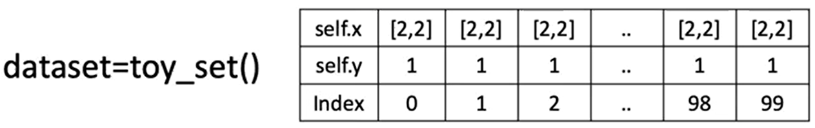 dataset=toy_set()
self.x [2,2] [2,2] [2,2] .. [2,2] [2,2]
self.y 1 1 1 .. 1 1
Index 0 1 2 .. 98 99